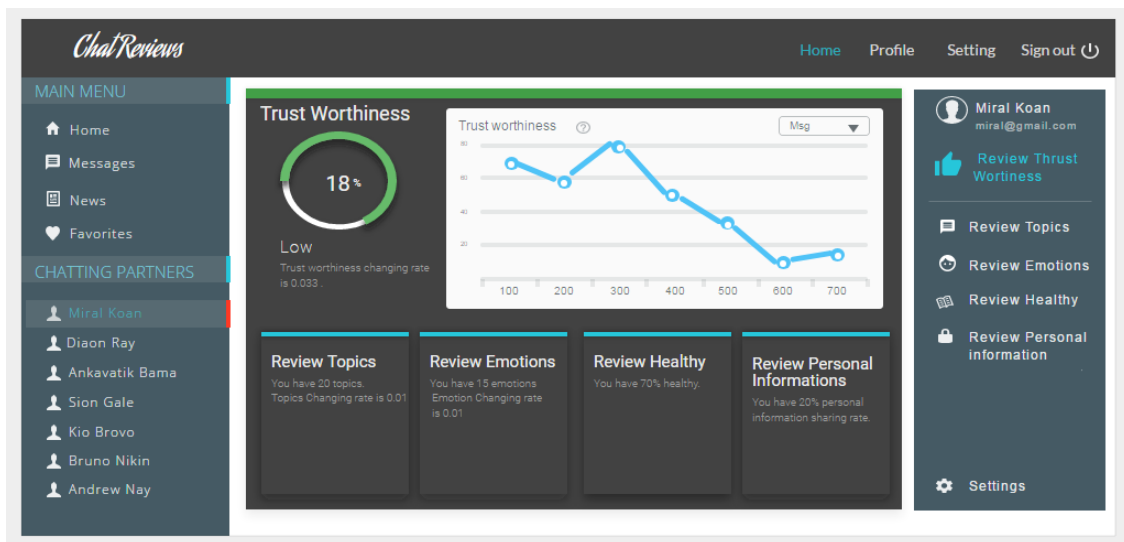 ChatReviews
Home Profile Setting Sign out
MAIN MENU
Home
Messages
News
Favorites
CHATTING PARTNERS
Miral Koan
Diaon Ray
Ankavatik Bama
Sion Gale
Kio Brovo
Bruno Nikin
Andrew Nay
Trust Worthiness
18%
Low
Trust worthiness changing rate
is 0.033 .
Trust worthiness ?
Msg
80
60
40
20
100 200 300 400 500 600 700
Review Topics
You have 20 topics.
Topics Changing rate is 0.01
Review Emotions
You have 15 emotions
Emotion Changing rate
is 0.01
Review Healthy
You have 70% healthy.
Review Personal
Informations
You have 20% personal
information sharing rate.
Miral Koan
miral@gmail.com
Review Thrust
Wortiness
Review Topics
Review Emotions
Review Healthy
Review Personal
information
Settings